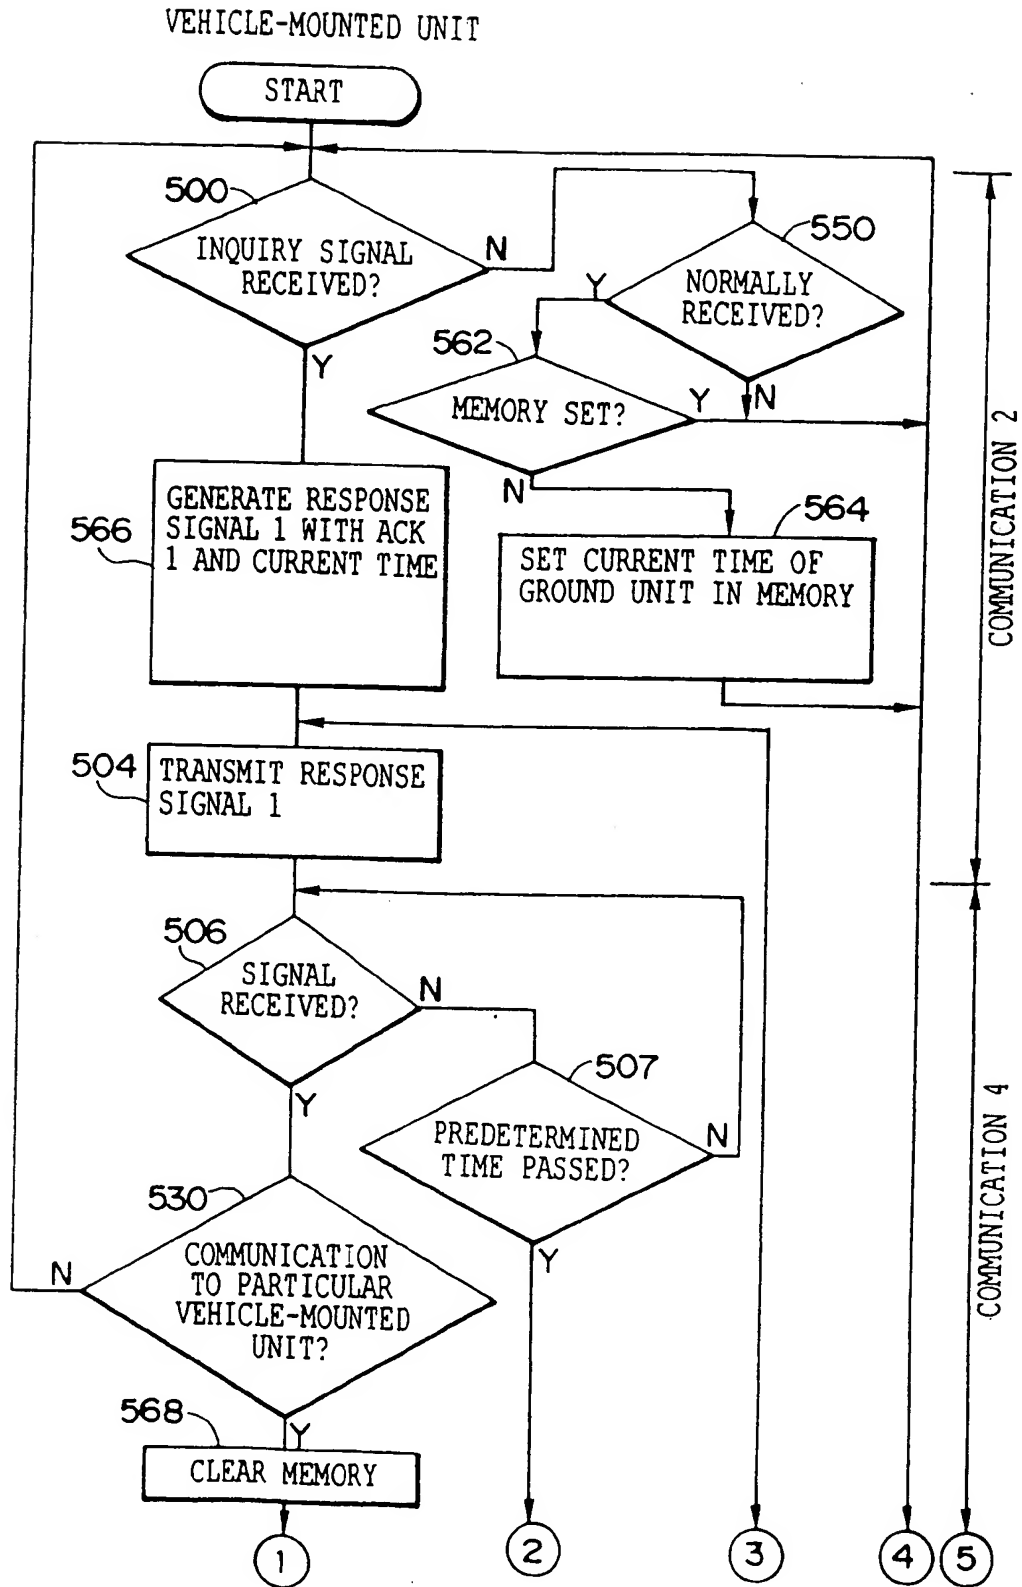 VEHICLE-MOUNTED UNIT
START
500
INQUIRY SIGNAL
RECEIVED?
N
Y
550
NORMALLY
RECEIVED?
Y
N
562
MEMORY SET?
Y
N
566
GENERATE RESPONSE
SIGNAL 1 WITH ACK
1 AND CURRENT TIME
564
SET CURRENT TIME OF
GROUND UNIT IN MEMORY
COMMUNICATION 2
504
TRANSMIT RESPONSE
SIGNAL 1
506
SIGNAL
RECEIVED?
N
Y
507
PREDETERMINED
TIME PASSED?
N
Y
530
COMMUNICATION
TO PARTICULAR
VEHICLE-MOUNTED
UNIT?
N
Y
COMMUNICATION 4
568
CLEAR MEMORY
1
2
3
4
5